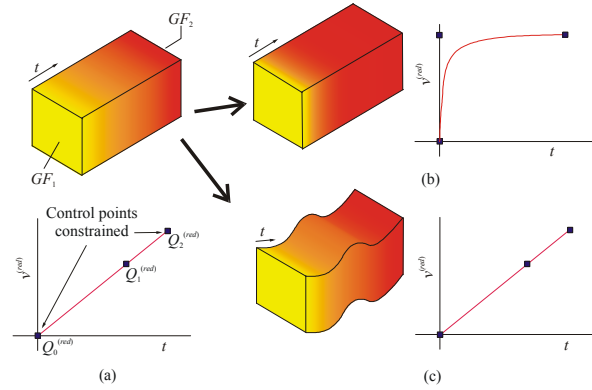 GF₂
t
GF₁
t
v^(red)
t
(b)
Control points
constrained
Q₂^(red)
Q₁^(red)
v^(red)
Q₀^(red)
t
(a)
t
v^(red)
t
(c)